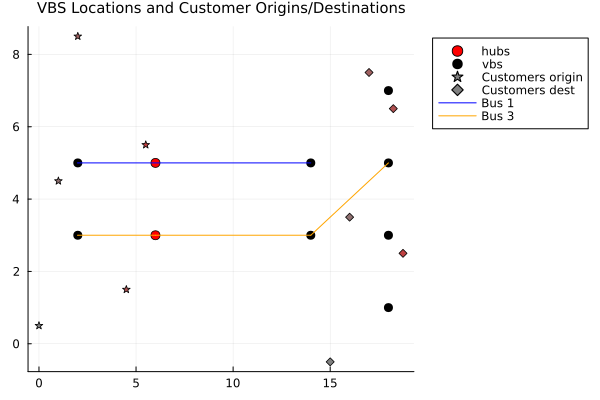 VBS Locations and Customer Origins/Destinations
8
6
4
2
0
0
5
10
15
hubs
vbs
Customers origin
Customers dest
Bus 1
Bus 3